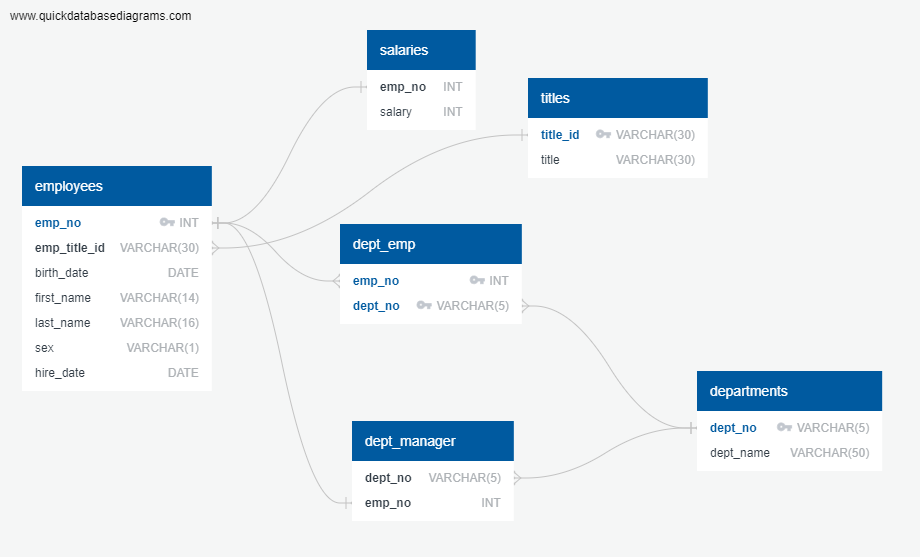 www.quickdatabasediagrams.com
salaries
emp_no INT
salary INT
titles
title_id VARCHAR(30)
title VARCHAR(30)
employees
emp_no INT
emp_title_id VARCHAR(30)
birth_date DATE
first_name VARCHAR(14)
last_name VARCHAR(16)
sex VARCHAR(1)
hire_date DATE
dept_emp
emp_no INT
dept_no VARCHAR(5)
departments
dept_no VARCHAR(5)
dept_name VARCHAR(50)
dept_manager
dept_no VARCHAR(5)
emp_no INT